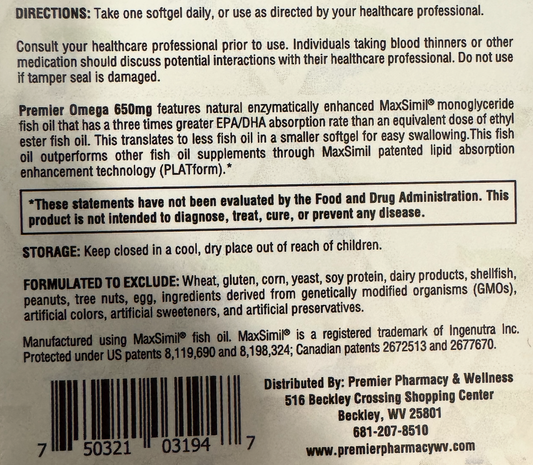 DIRECTIONS: Take one softgel daily, or use as directed by your healthcare professional.
Consult your healthcare professional prior to use. Individuals taking blood thinners or other
medication should discuss potential interactions with their healthcare professional. Do not use
if tamper seal is damaged.
Premier Omega 650mg features natural enzymatically enhanced MaxSimil® monoglyceride
fish oil that has a three times greater EPA/DHA absorption rate than an equivalent dose of ethyl
ester fish oil. This translates to less fish oil in a smaller softgel for easy swallowing.This fish
oil outperforms other fish oil supplements through MaxSimil patented lipid absorption
enhancement technology (PLATform).*
*These statements have not been evaluated by the Food and Drug Administration. This
product is not intended to diagnose, treat, cure, or prevent any disease.
STORAGE: Keep closed in a cool, dry place out of reach of children.
FORMULATED TO EXCLUDE: Wheat, gluten, corn, yeast, soy protein, dairy products, shellfish,
peanuts, tree nuts, egg, ingredients derived from genetically modified organisms (GMOs),
artificial colors, artificial sweeteners, and artificial preservatives.
Manufactured using MaxSimil® fish oil. MaxSimil® is a registered trademark of Ingenutra Inc.
Protected under US patents 8,119,690 and 8,198,324; Canadian patents 2672513 and 2677670.
Distributed By: Premier Pharmacy & Wellness
516 Beckley Crossing Shopping Center
Beckley, WV 25801
681-207-8510
www.premierpharmacywv.com
7 50321 03194 7